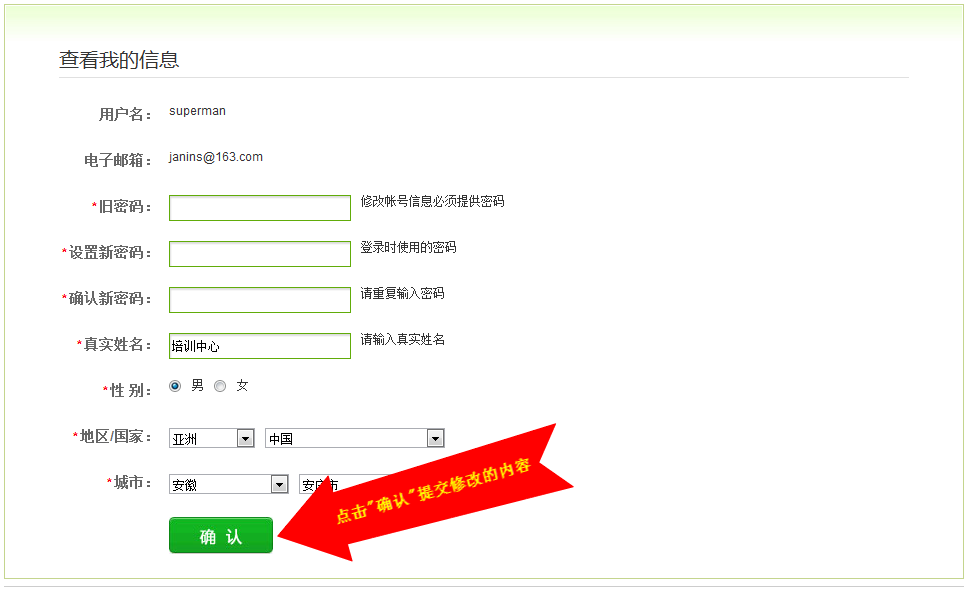 查看我的信息
用户名： superman
电子邮箱： janins@163.com
*旧密码： 修改帐号信息必须提供密码
*设置新密码： 登录时使用的密码
*确认新密码： 请重复输入密码
*真实姓名： 培训中心 请输入真实姓名
*性 别： 男 女
*地区/国家： 亚洲 中国
*城市： 安徽 安庆市
点击"确认"提交修改的内容
确 认